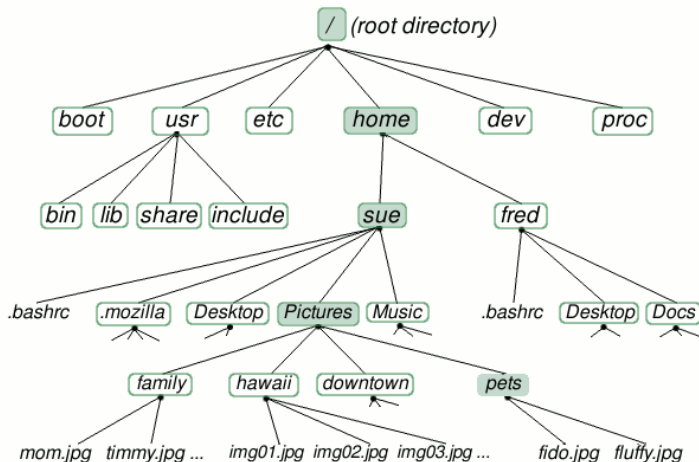 / (root directory)
boot usr etc home dev proc
bin lib share include sue fred
.bashrc .mozilla Desktop Pictures Music .bashrc Desktop Docs
family hawaii downtown pets
mom.jpg timmy.jpg ... img01.jpg img02.jpg img03.jpg ... fido.jpg fluffy.jpg